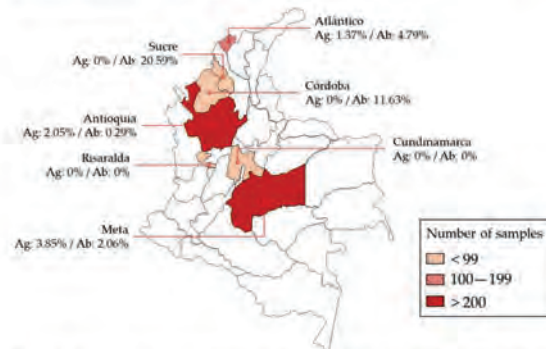 Atlántico
Ag: 1.37% / Ab: 4.79%
Sucre
Ag: 0% / Ab: 20.59%
Córdoba
Ag: 0% / Ab: 11.63%
Antioquia
Ag: 2.05% / Ab: 0.29%
Cundinamarca
Ag: 0% / Ab: 0%
Risaralda
Ag: 0% / Ab: 0%
Meta
Ag: 3.85% / Ab: 2.06%
Number of samples
< 99
100—199
> 200